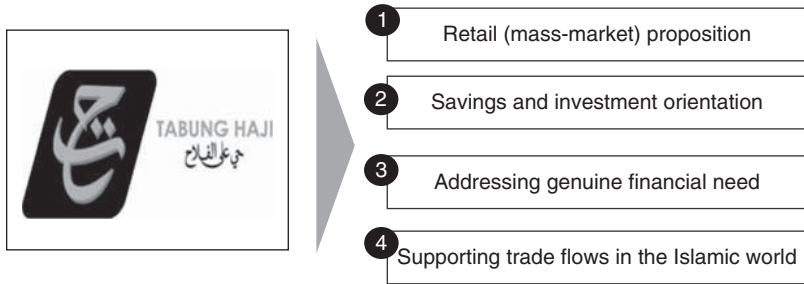 TABUNG HAJI
حي على الفلاح
1
Retail (mass-market) proposition
2
Savings and investment orientation
3
Addressing genuine financial need
4
Supporting trade flows in the Islamic world